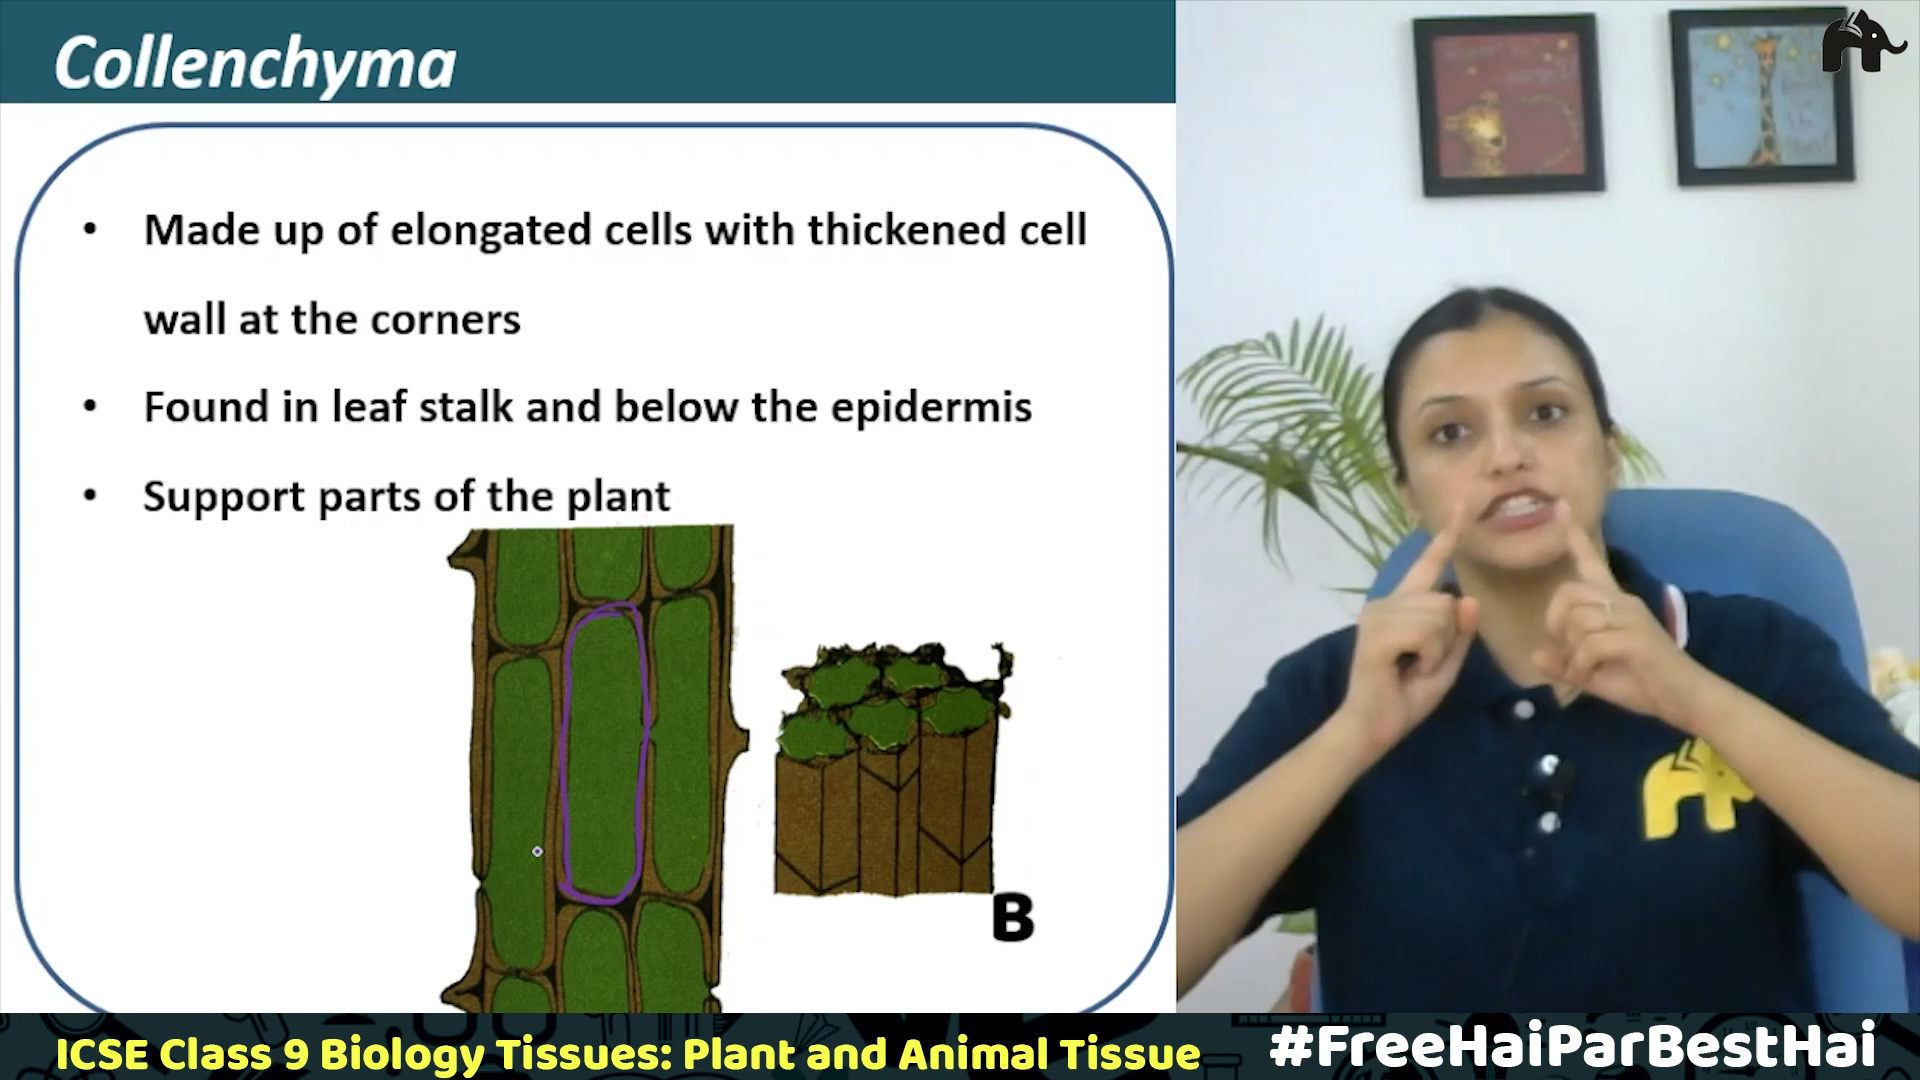 Collenchyma
• Made up of elongated cells with thickened cell
wall at the corners
• Found in leaf stalk and below the epidermis
• Support parts of the plant
B
ICSE Class 9 Biology Tissues: Plant and Animal Tissue
#FreeHaiParBestHai